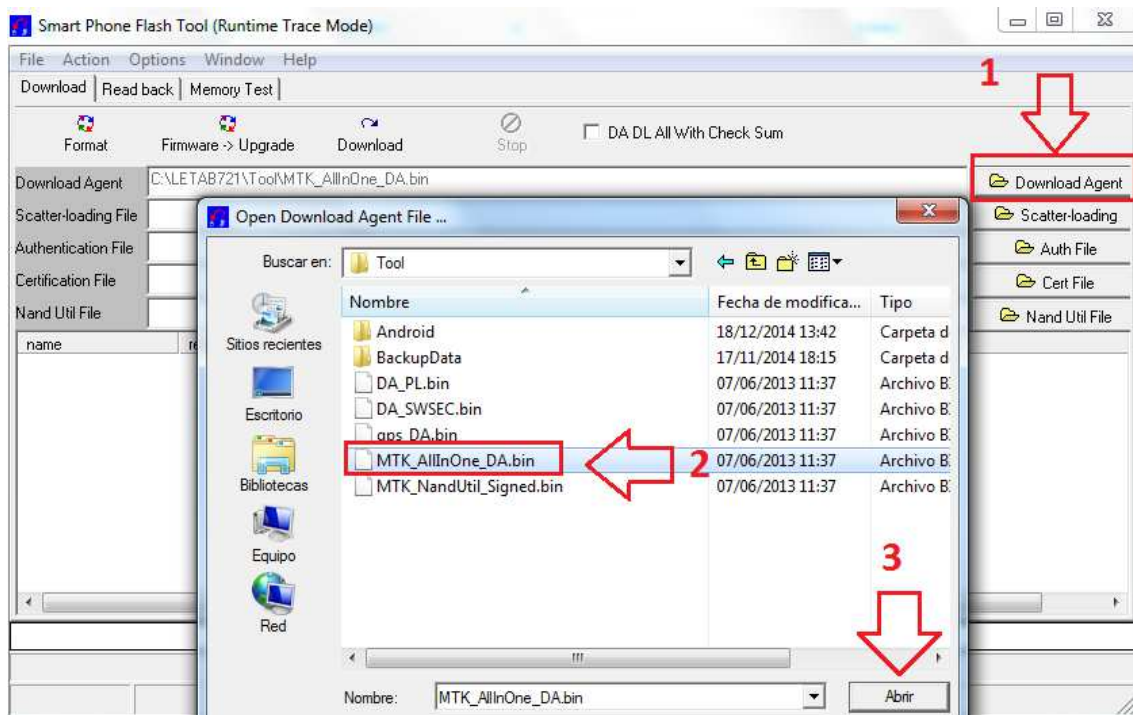 Smart Phone Flash Tool (Runtime Trace Mode)
File Action Options Window Help
1
Download Read back Memory Test
Format Firmware -> Upgrade Download Stop DA DL All With Check Sum
Download Agent C:\LETAB721\Tool\MTK_AllInOne_DA.bin Download Agent
Scatter-loading File Scatter-loading
Authentication File Auth File
Certification File Cert File
Nand Util File Nand Util File
name
Open Download Agent File ...
Buscar en: Tool
Nombre Fecha de modifica... Tipo
Android 18/12/2014 13:42 Carpeta d
BackupData 17/11/2014 18:15 Carpeta d
DA_PL.bin 07/06/2013 11:37 Archivo B
DA_SWSEC.bin 07/06/2013 11:37 Archivo B
gps_DA.bin 07/06/2013 11:37 Archivo B
MTK_AllInOne_DA.bin 2 07/06/2013 11:37 Archivo B
MTK_NandUtil_Signed.bin 07/06/2013 11:37 Archivo B
Sitios recientes
Escritorio
Bibliotecas
Equipo
Red
3
Nombre: MTK_AllInOne_DA.bin Abrir